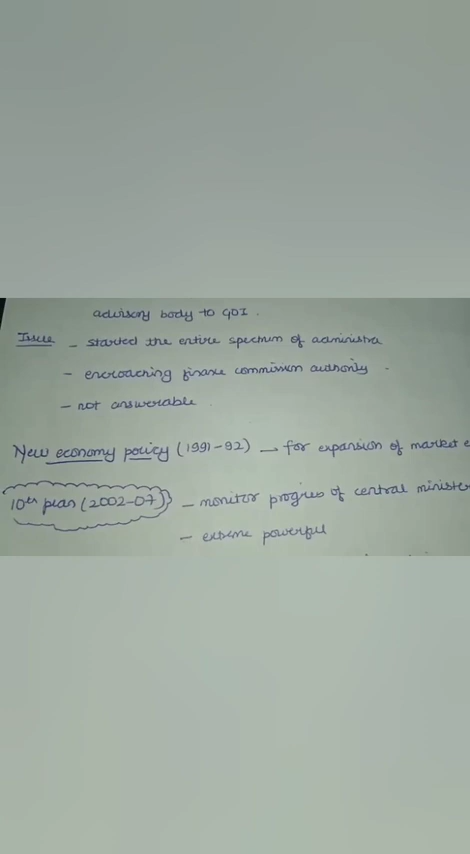 advisory body to GOI.
Issue - started the entire spectrum of administra
- encroaching finance commission authority.
- not answerable.
New economy policy (1991-92) → for expansion of market e
10th plan (2002-07) - monitor progress of central ministe
- extreme powerful